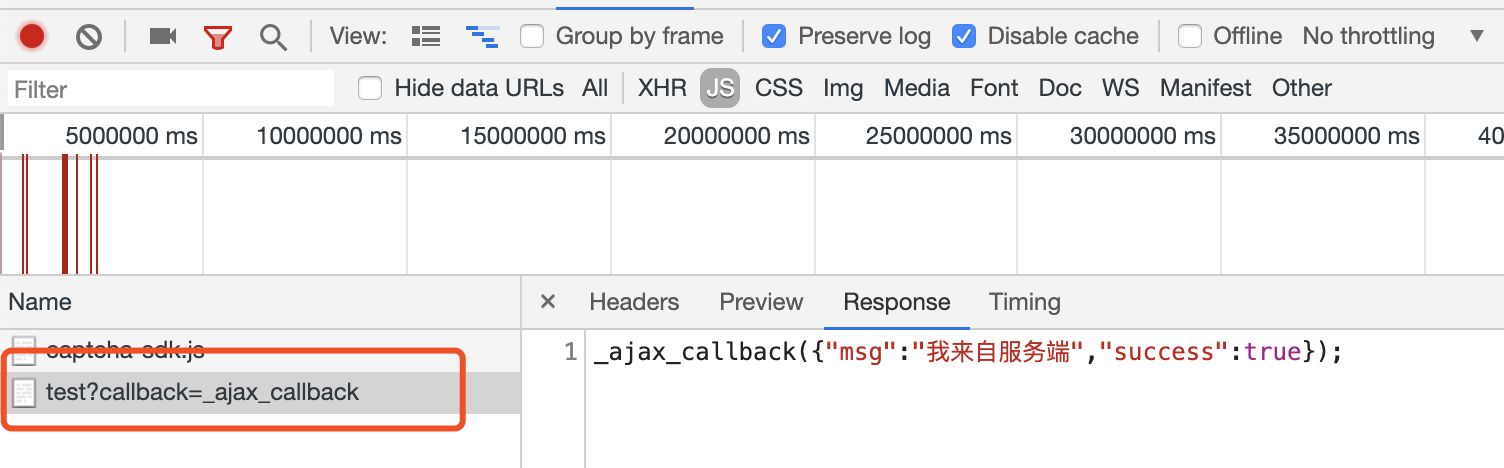 View: Group by frame Preserve log Disable cache Offline No throttling ▼
Filter Hide data URLs All XHR JS CSS Img Media Font Doc WS Manifest Other
5000000 ms 10000000 ms 15000000 ms 20000000 ms 25000000 ms 30000000 ms 35000000 ms 40
Name × Headers Preview Response Timing
captcha-sdk.js
1 _ajax_callback({"msg":"我来自服务端","success":true});
test?callback=_ajax_callback